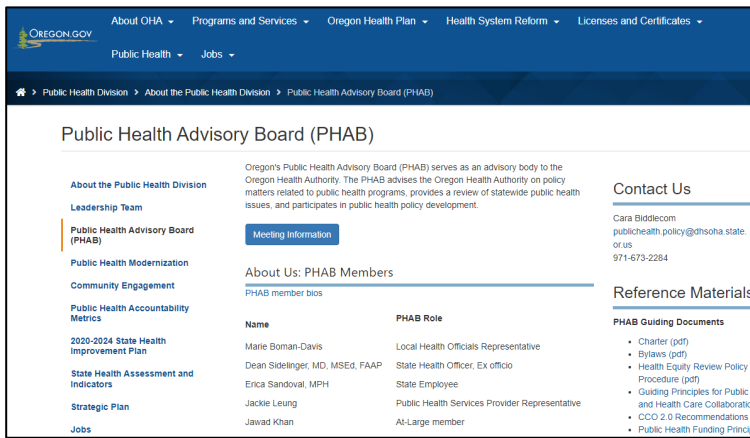 OREGON.GOV
About OHA Programs and Services Oregon Health Plan Health System Reform Licenses and Certificates
Public Health Jobs
> Public Health Division > About the Public Health Division > Public Health Advisory Board (PHAB)
Public Health Advisory Board (PHAB)
About the Public Health Division
Leadership Team
Public Health Advisory Board
(PHAB)
Public Health Modernization
Community Engagement
Public Health Accountability
Metrics
2020-2024 State Health
Improvement Plan
State Health Assessment and
Indicators
Strategic Plan
Jobs
Oregon's Public Health Advisory Board (PHAB) serves as an advisory body to the
Oregon Health Authority. The PHAB advises the Oregon Health Authority on policy
matters related to public health programs, provides a review of statewide public health
issues, and participates in public health policy development.
Meeting Information
About Us: PHAB Members
PHAB member bios
Name PHAB Role
Marie Boman-Davis Local Health Officials Representative
Dean Sidelinger, MD, MSEd, FAAP State Health Officer, Ex officio
Erica Sandoval, MPH State Employee
Jackie Leung Public Health Services Provider Representative
Jawad Khan At-Large member
Contact Us
Cara Biddlecom
publichealth.policy@dhsoha.state.
or.us
971-673-2284
Reference Materials
PHAB Guiding Documents
• Charter (pdf)
• Bylaws (pdf)
• Health Equity Review Policy
Procedure (pdf)
• Guiding Principles for Public
and Health Care
• CCO 2.0 Recommendations
• Public Health Funding